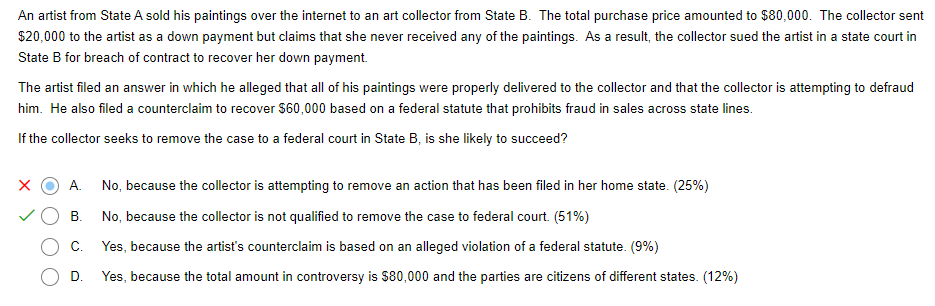 An artist from State A sold his paintings over the internet to an art collector from State B. The total purchase price amounted to $80,000. The collector sent
$20,000 to the artist as a down payment but claims that she never received any of the paintings. As a result, the collector sued the artist in a state court in
State B for breach of contract to recover her down payment.
The artist filed an answer in which he alleged that all of his paintings were properly delivered to the collector and that the collector is attempting to defraud
him. He also filed a counterclaim to recover $60,000 based on a federal statute that prohibits fraud in sales across state lines.
If the collector seeks to remove the case to a federal court in State B, is she likely to succeed?
A. No, because the collector is attempting to remove an action that has been filed in her home state. (25%)
B. No, because the collector is not qualified to remove the case to federal court. (51%)
C. Yes, because the artist's counterclaim is based on an alleged violation of a federal statute. (9%)
D. Yes, because the total amount in controversy is $80,000 and the parties are citizens of different states. (12%)